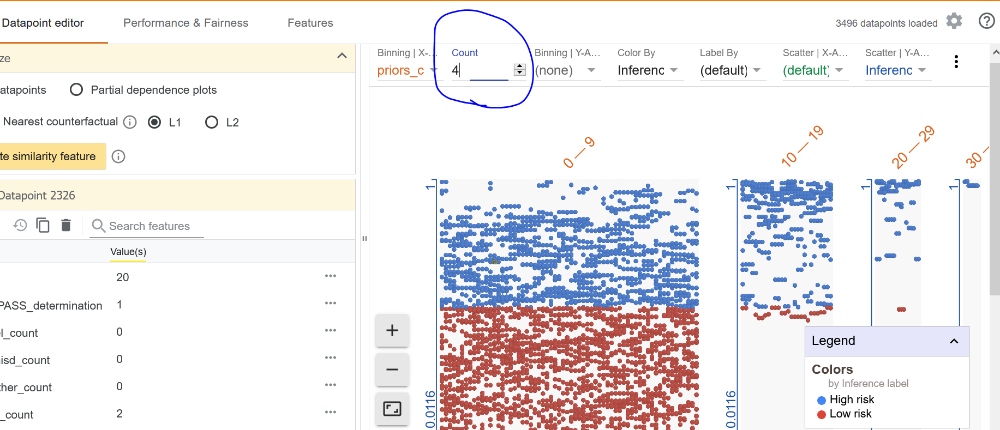 Datapoint editor
Performance & Fairness
Features
3496 datapoints loaded
ze
Binning | X-...
Count
Binning | Y-A...
Color By
Label By
Scatter | X-A...
Scatter | Y-A...
priors_c
4
(none)
Inferenc
(default)
(default)
Inferenc
atapoints
Partial dependence plots
Nearest counterfactual
L1
L2
te similarity feature
0 — 9
10 — 19
20 — 29
30 —
1
1
1
1
Datapoint 2326
Search features
Value(s)
20
PASS_determination
1
el_count
0
isd_count
0
ther_count
0
_count
2
+
−
0.0116
0.0116
Legend
Colors
by Inference label
High risk
Low risk